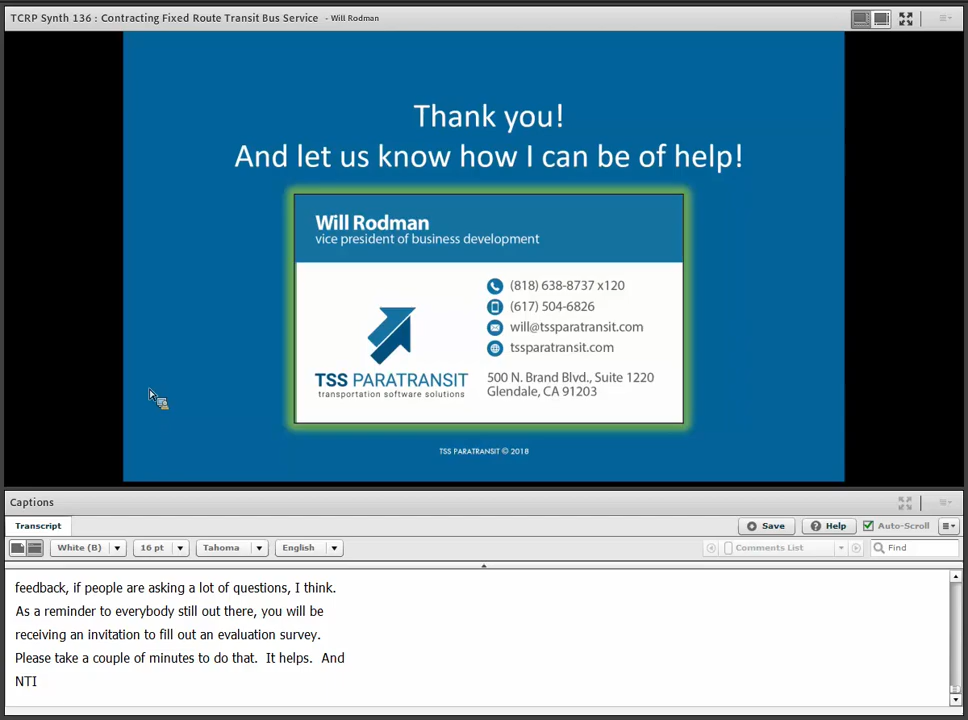 TCRP Synth 136 : Contracting Fixed Route Transit Bus Service - Will Rodman
Thank you!
And let us know how I can be of help!
Will Rodman
vice president of business development
(818) 638-8737 x120
(617) 504-6826
will@tssparatransit.com
tssparatransit.com
TSS PARATRANSIT
transportation software solutions
500 N. Brand Blvd., Suite 1220
Glendale, CA 91203
TSS PARATRANSIT © 2018
Captions
Transcript
Save
Help
Auto-Scroll
White (B)
16 pt
Tahoma
English
Comments List
Find
feedback, if people are asking a lot of questions, I think.
As a reminder to everybody still out there, you will be
receiving an invitation to fill out an evaluation survey.
Please take a couple of minutes to do that. It helps. And
NTI